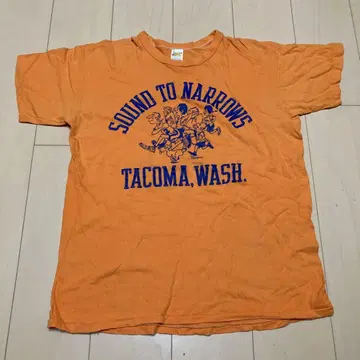 SOUND TO NARROWS
TACOMA, WASH.